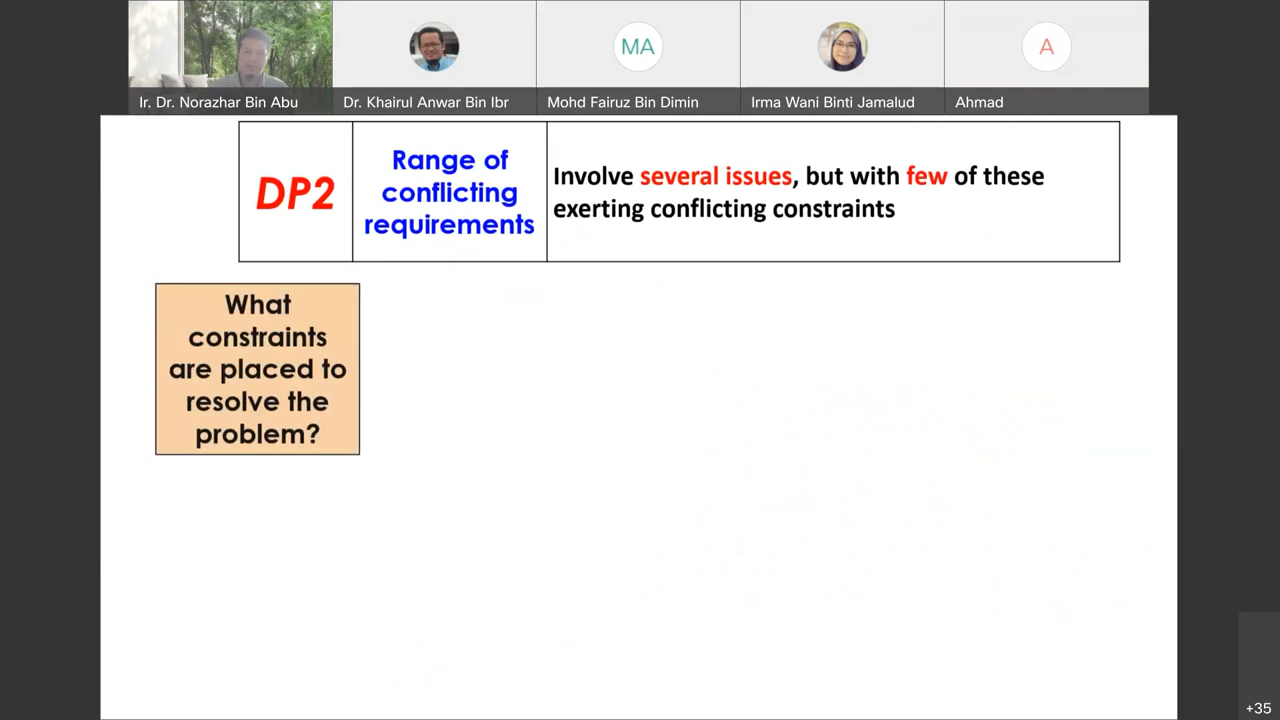 MA
A
Ir. Dr. Norazhar Bin Abu
Dr. Khairul Anwar Bin Ibr
Mohd Fairuz Bin Dimin
Irma Wani Binti Jamalud
Ahmad
DP2
Range of
conflicting
requirements
Involve several issues, but with few of these
exerting conflicting constraints
What
constraints
are placed to
resolve the
problem?
+35